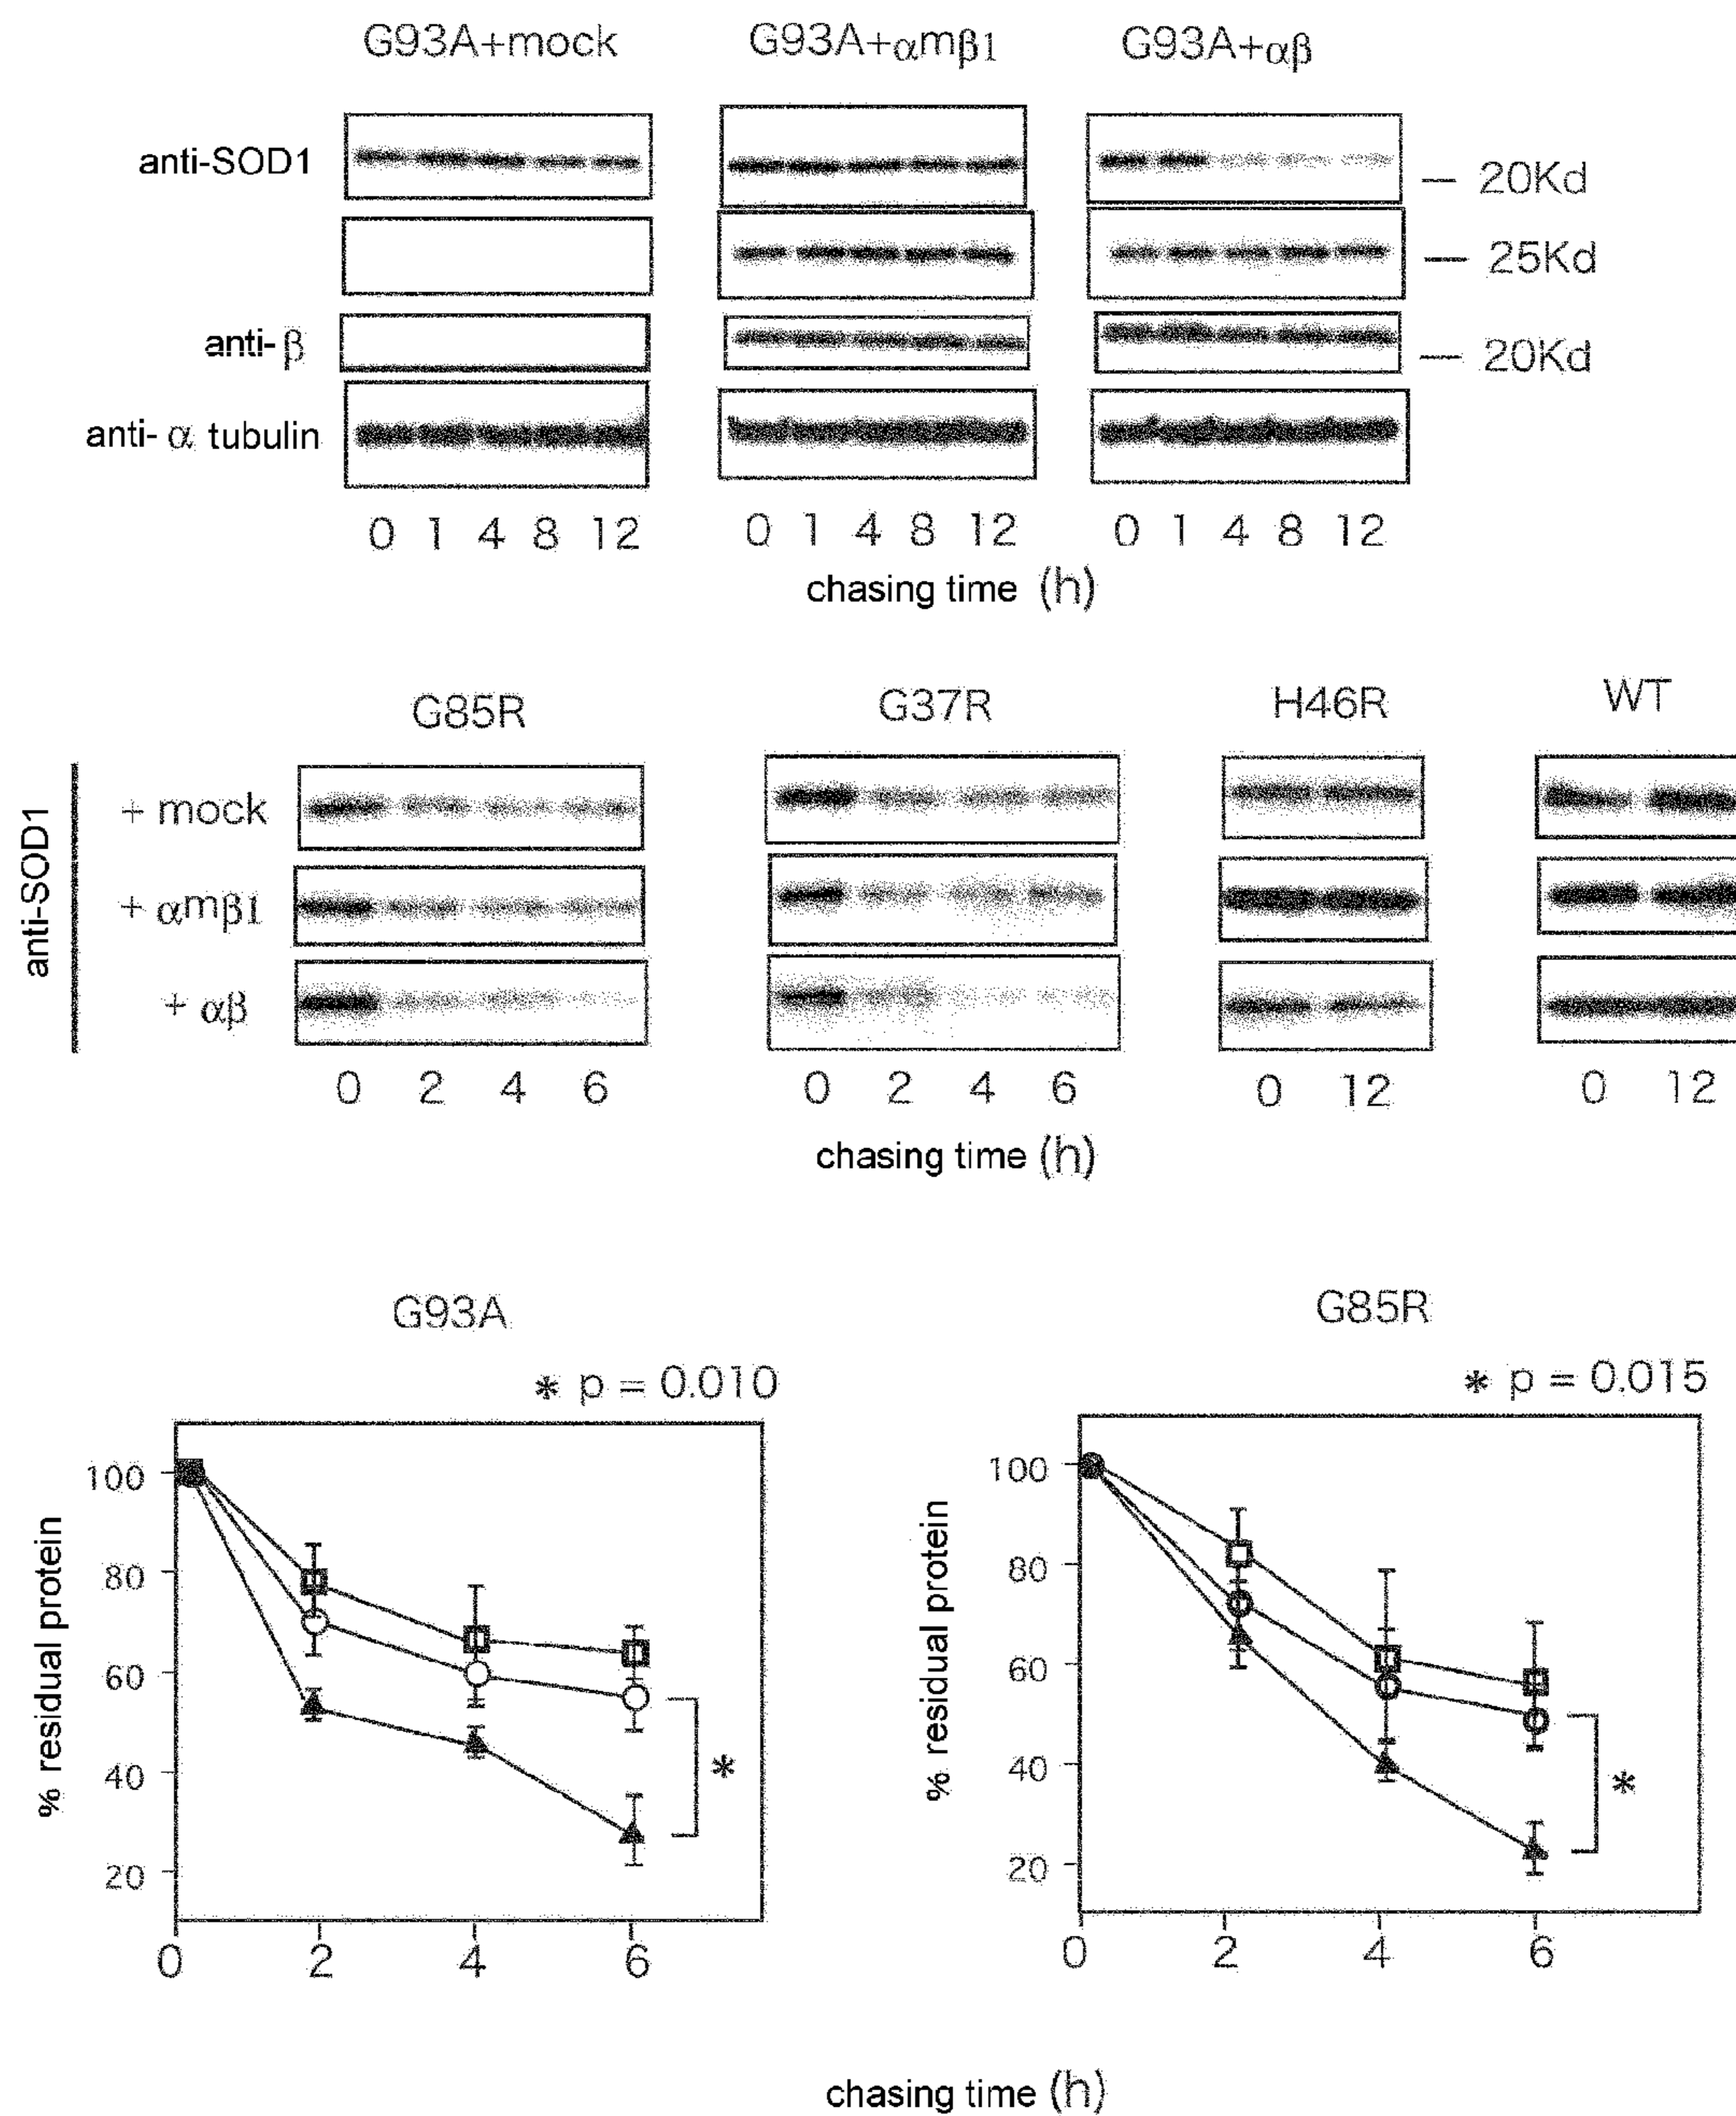 G93A+mock G93A+αmβ1 G93A+αβ
anti-SOD1
— 20Kd
— 25Kd
anti-β
— 20Kd
anti-α tubulin
0 1 4 8 12 0 1 4 8 12 0 1 4 8 12
chasing time (h)
G85R G37R H46R WT
anti-SOD1
+ mock
+ αmβ1
+ αβ
0 2 4 6 0 2 4 6 0 12 0 12
chasing time (h)
G93A
* p = 0.010
% residual protein
100
80
60
40
20
*
0 2 4 6
G85R
* p = 0.015
% residual protein
100
80
60
40
20
*
0 2 4 6
chasing time (h)